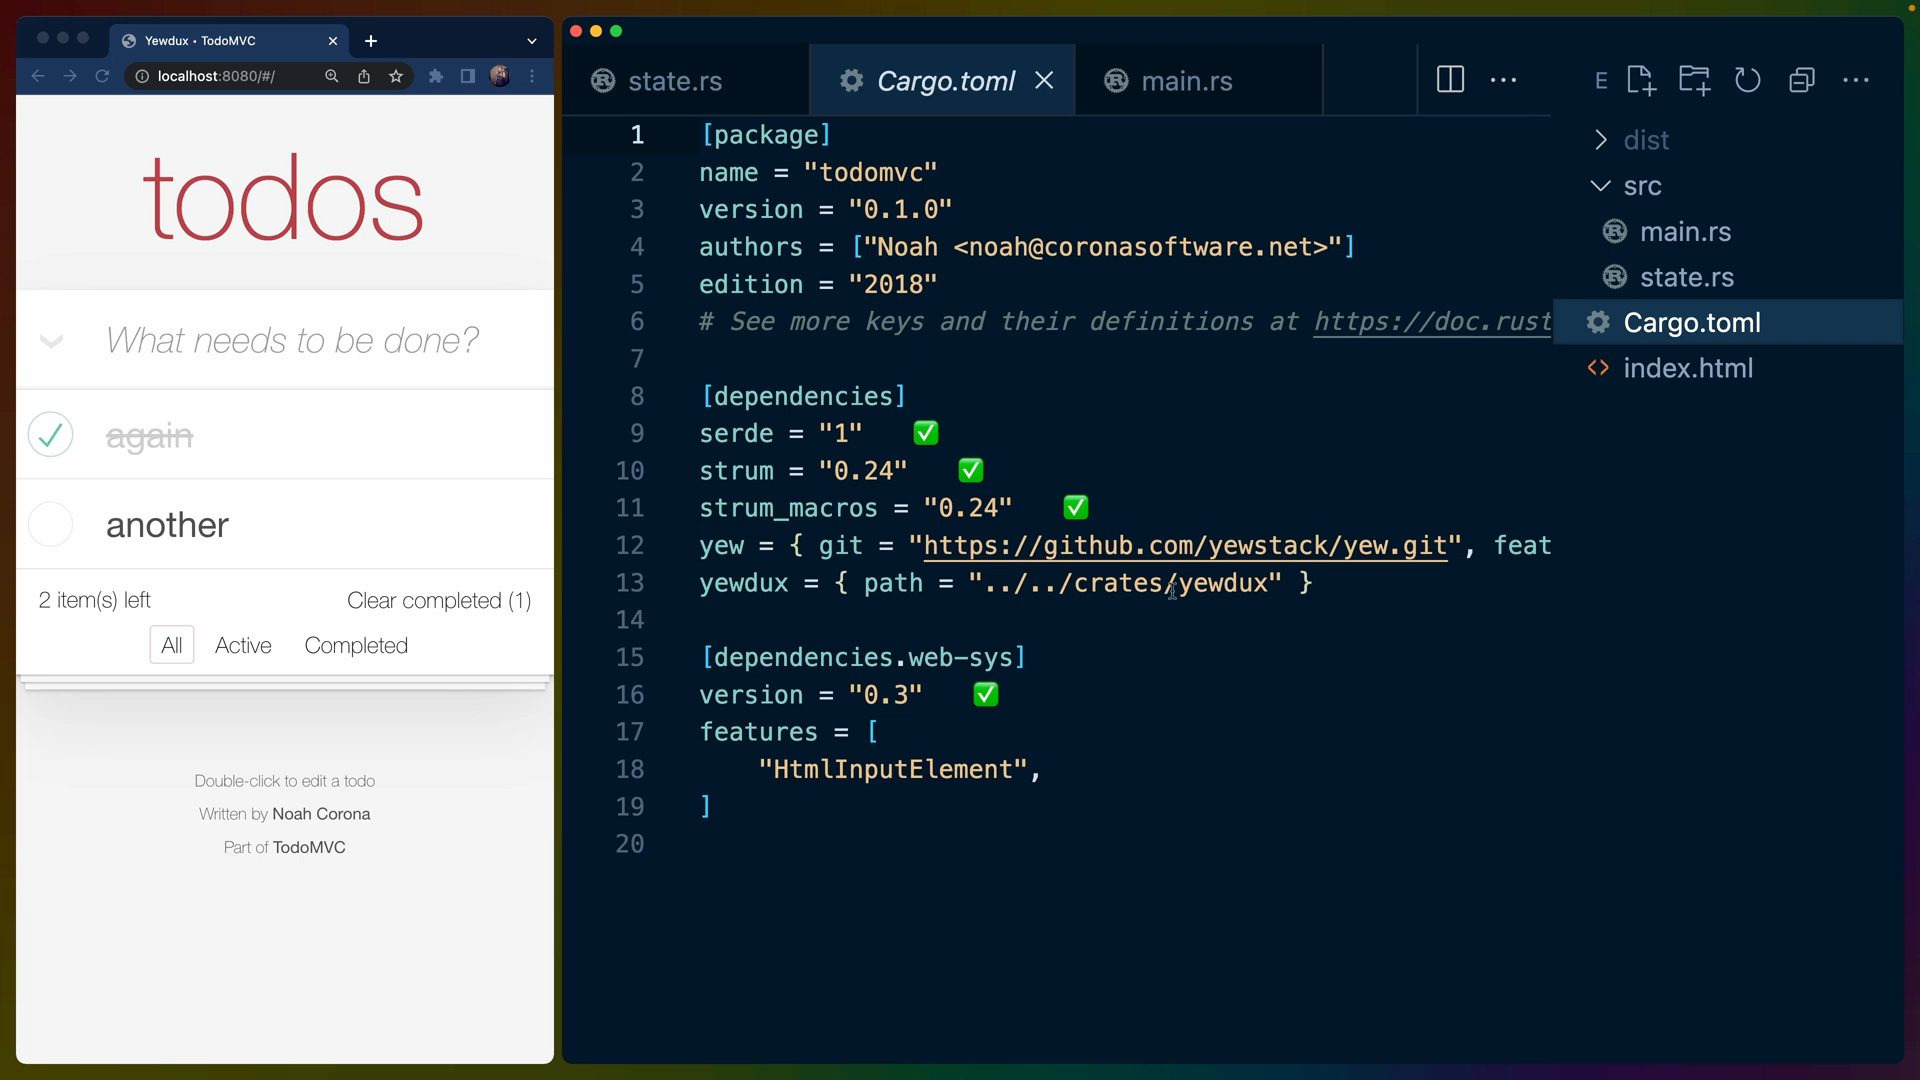 Yewdux • TodoMVC
localhost:8080/#/
todos
What needs to be done?
again
another
2 item(s) left
Clear completed (1)
All
Active
Completed
Double-click to edit a todo
Written by Noah Corona
Part of TodoMVC
state.rs
Cargo.toml
main.rs
1 [package]
2 name = "todomvc"
3 version = "0.1.0"
4 authors = ["Noah <noah@coronasoftware.net>"]
5 edition = "2018"
6 # See more keys and their definitions at https://doc.rust
7
8 [dependencies]
9 serde = "1" ✅
10 strum = "0.24" ✅
11 strum_macros = "0.24" ✅
12 yew = { git = "https://github.com/yewstack/yew.git", feat
13 yewdux = { path = "../../crates/yewdux" }
14
15 [dependencies.web-sys]
16 version = "0.3" ✅
17 features = [
18 "HtmlInputElement",
19 ]
20
E
dist
src
main.rs
state.rs
Cargo.toml
index.html